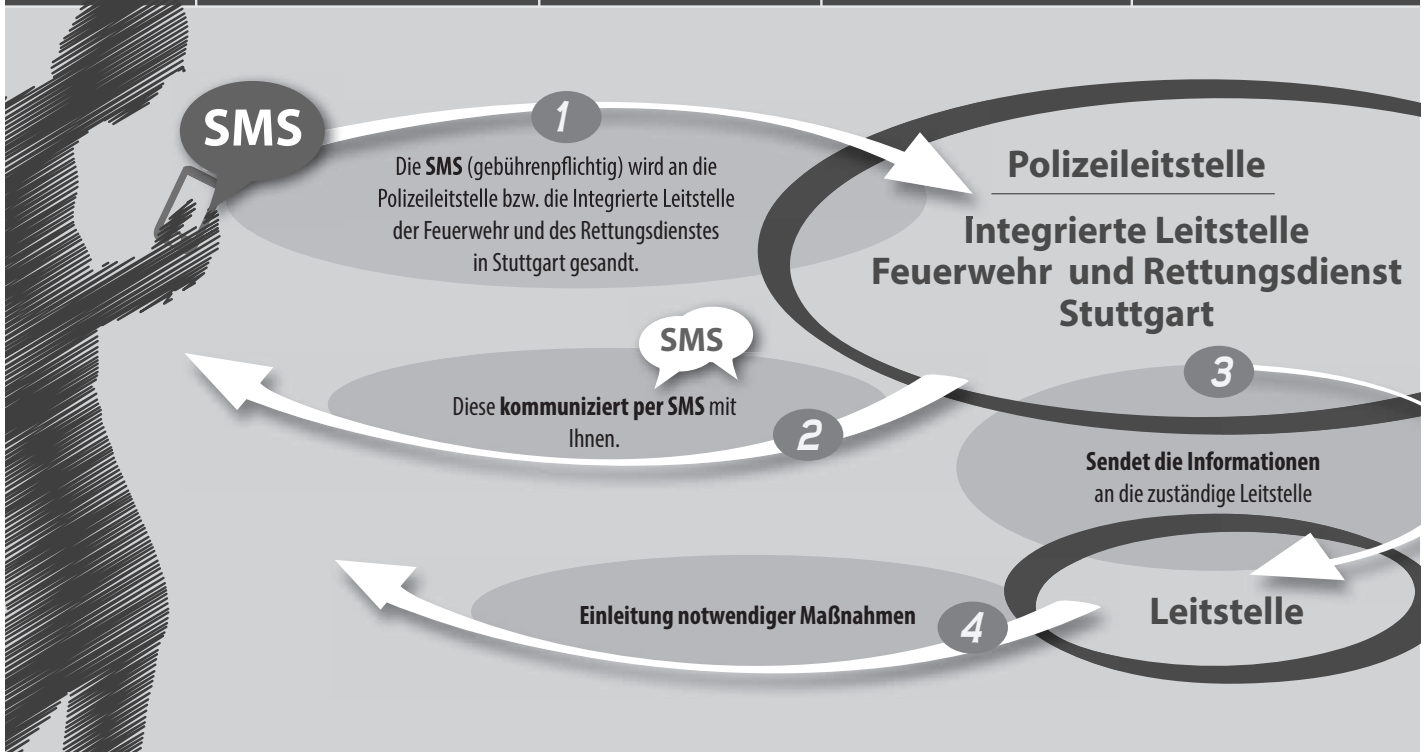 SMS
1
Die SMS (gebührenpflichtig) wird an die
Polizeileitstelle bzw. die Integrierte Leitstelle
der Feuerwehr und des Rettungsdienstes
in Stuttgart gesandt.
Polizeileitstelle
Integrierte Leitstelle
Feuerwehr und Rettungsdienst
Stuttgart
SMS
Diese kommuniziert per SMS mit
Ihnen.
2
3
Sendet die Informationen
an die zuständige Leitstelle
Einleitung notwendiger Maßnahmen
4
Leitstelle